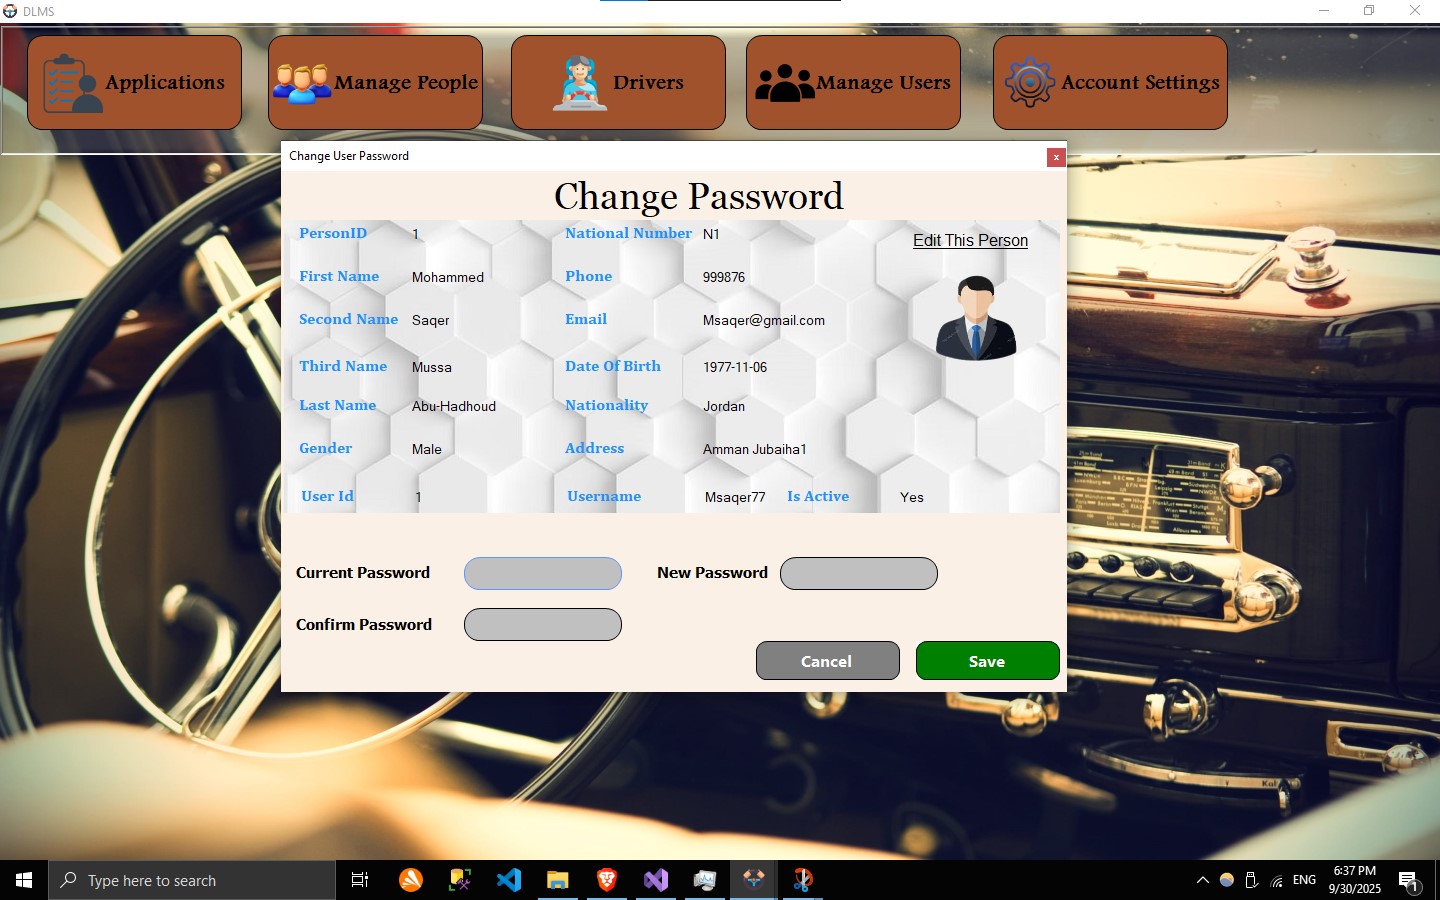 DLMS
Applications
Manage People
Drivers
Manage Users
Account Settings
Change User Password
x
Change Password
PersonID 1 National Number N1 Edit This Person
First Name Mohammed Phone 999876
Second Name Saqer Email Msaqer@gmail.com
Third Name Mussa Date Of Birth 1977-11-06
Last Name Abu-Hadhoud Nationality Jordan
Gender Male Address Amman Jubaiha1
User Id 1 Username Msaqer77 Is Active Yes
Current Password New Password
Confirm Password
Cancel Save
Type here to search
ENG
6:37 PM
9/30/2025
1